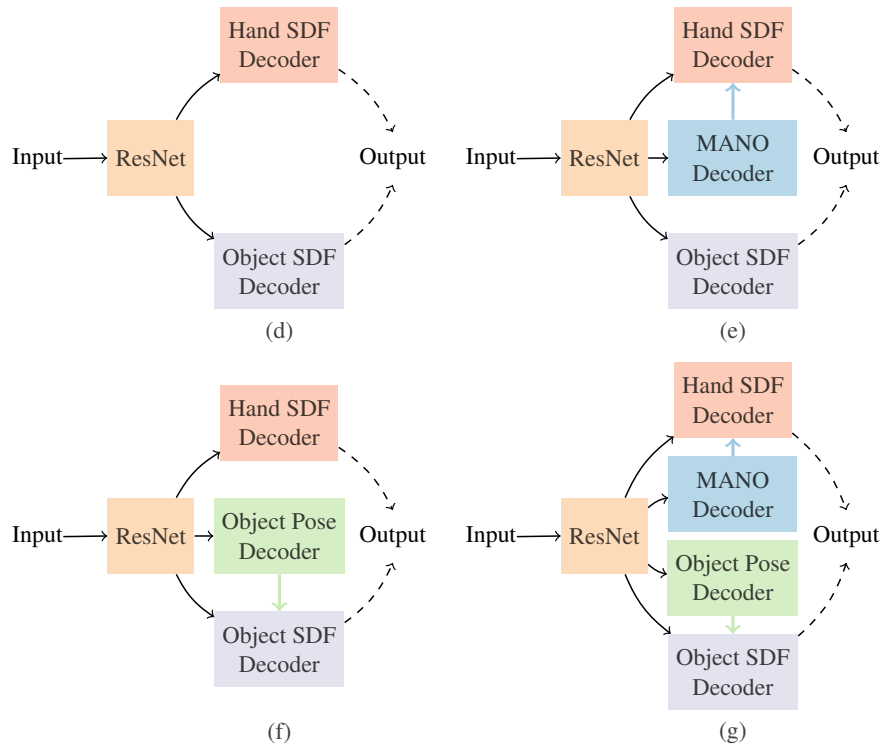 Hand SDF
Decoder
Input
ResNet
Output
Object SDF
Decoder
(d)
Hand SDF
Decoder
Input
ResNet
MANO
Decoder
Output
Object SDF
Decoder
(e)
Hand SDF
Decoder
Input
ResNet
Object Pose
Decoder
Output
Object SDF
Decoder
(f)
Hand SDF
Decoder
MANO
Decoder
Input
ResNet
Output
Object Pose
Decoder
Object SDF
Decoder
(g)